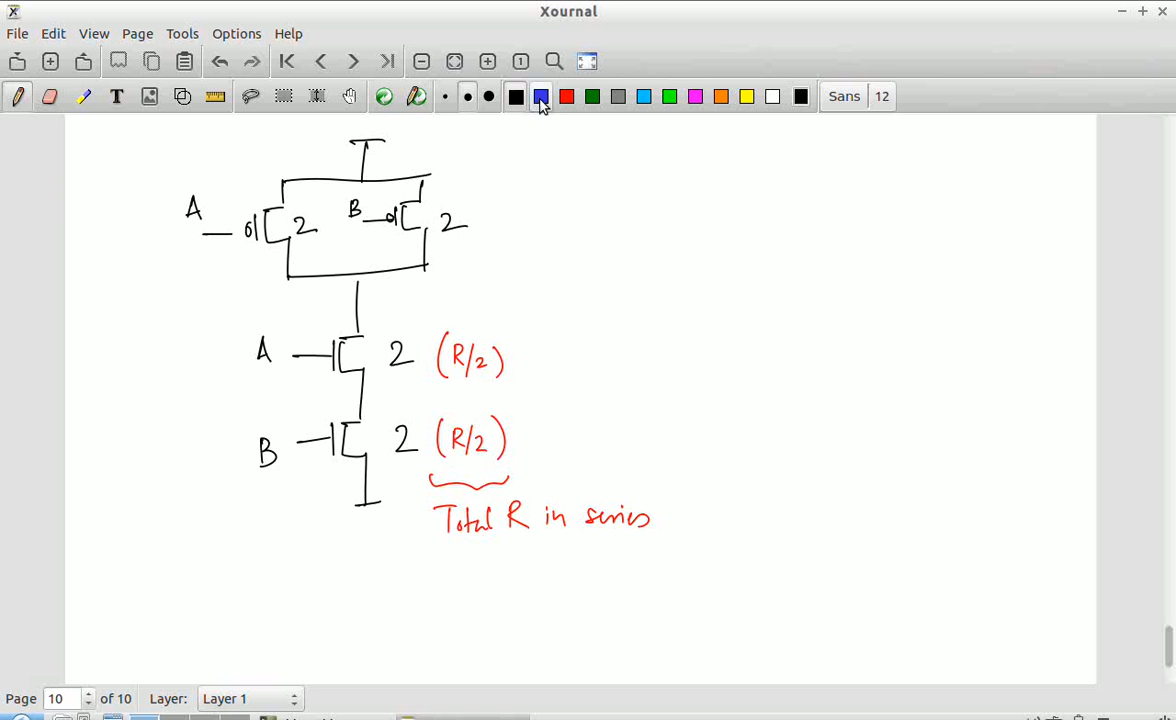 Xournal
File Edit View Page Tools Options Help
Sans 12
A 2 B 2
A 2 (R/2)
B 2 (R/2)
Total R in series
Page 10 of 10 Layer: Layer 1